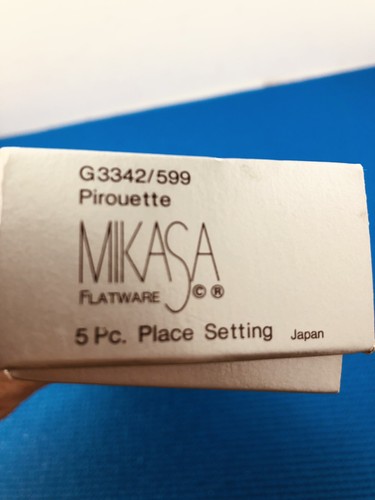 G3342/599
Pirouette
MIKASA
FLATWARE ©®
5 Pc. Place Setting Japan